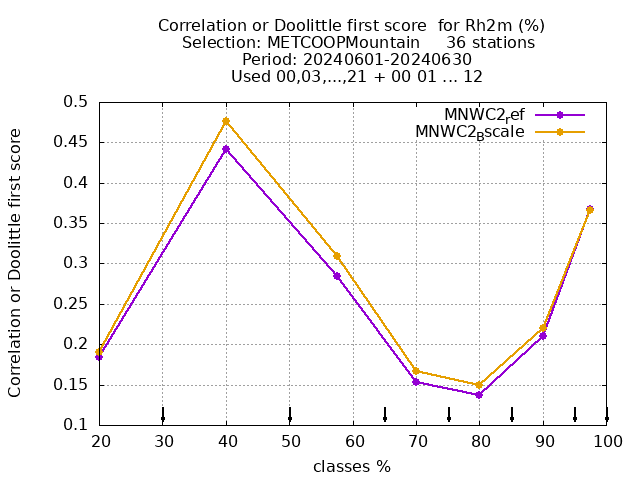 Correlation or Doolittle first score  for Rh2m (%)
Selection: METCOOPMountain     36 stations
Period: 20240601-20240630
Used 00,03,...,21 + 00 01 ... 12
MNWC2ref
MNWC2Bscale
0.5
0.45
0.4
0.35
0.3
0.25
0.2
0.15
0.1
Correlation or Doolittle first score
20 30 40 50 60 70 80 90 100
classes %